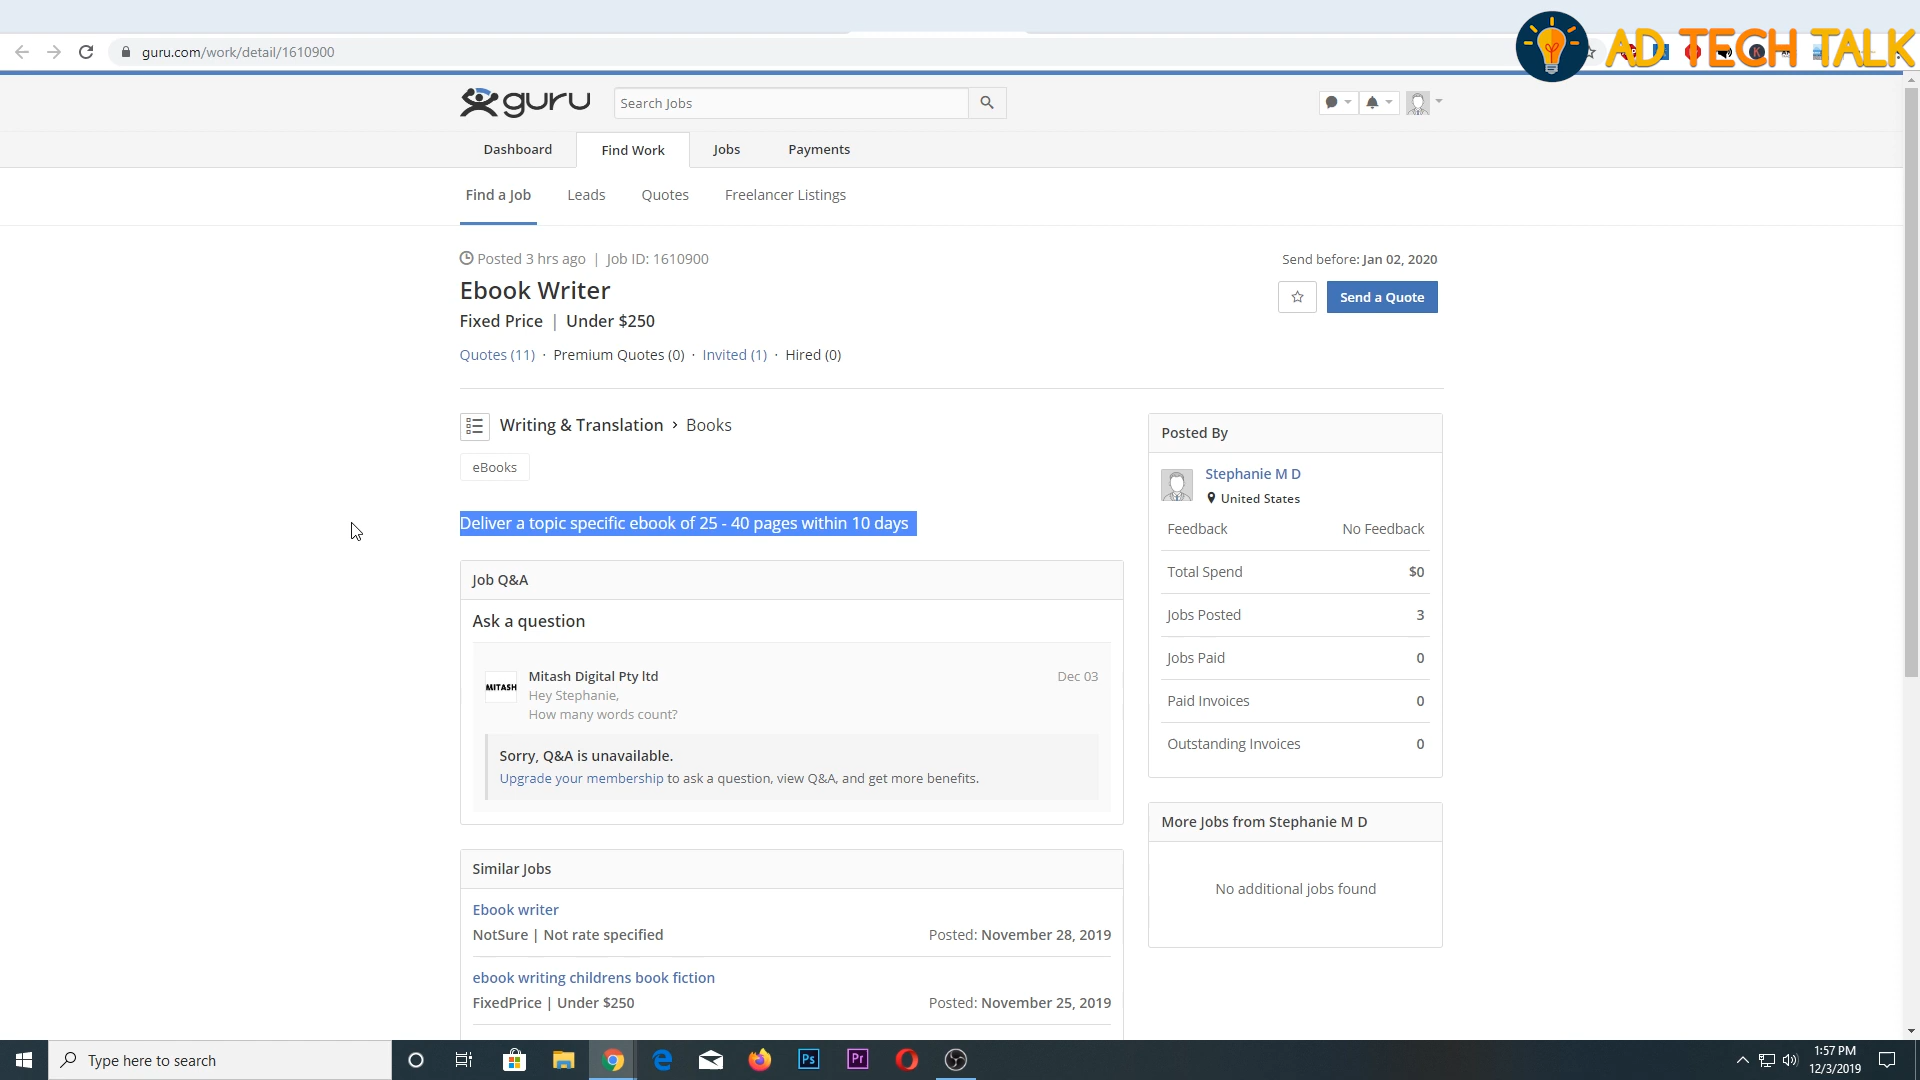 guru.com/work/detail/1610900
AD TECH TALK
guru
Search Jobs
Dashboard
Find Work
Jobs
Payments
Find a Job
Leads
Quotes
Freelancer Listings
Posted 3 hrs ago | Job ID: 1610900
Send before: Jan 02, 2020
Ebook Writer
Send a Quote
Fixed Price | Under $250
Quotes (11) · Premium Quotes (0) · Invited (1) · Hired (0)
Writing & Translation › Books
eBooks
Deliver a topic specific ebook of 25 - 40 pages within 10 days
Job Q&A
Ask a question
MITASH
Mitash Digital Pty ltd
Dec 03
Hey Stephanie,
How many words count?
Sorry, Q&A is unavailable.
Upgrade your membership to ask a question, view Q&A, and get more benefits.
Similar Jobs
Ebook writer
NotSure | Not rate specified
Posted: November 28, 2019
ebook writing childrens book fiction
FixedPrice | Under $250
Posted: November 25, 2019
Posted By
Stephanie M D
United States
Feedback No Feedback
Total Spend $0
Jobs Posted 3
Jobs Paid 0
Paid Invoices 0
Outstanding Invoices 0
More Jobs from Stephanie M D
No additional jobs found
Type here to search
Ps
Pr
1:57 PM
12/3/2019